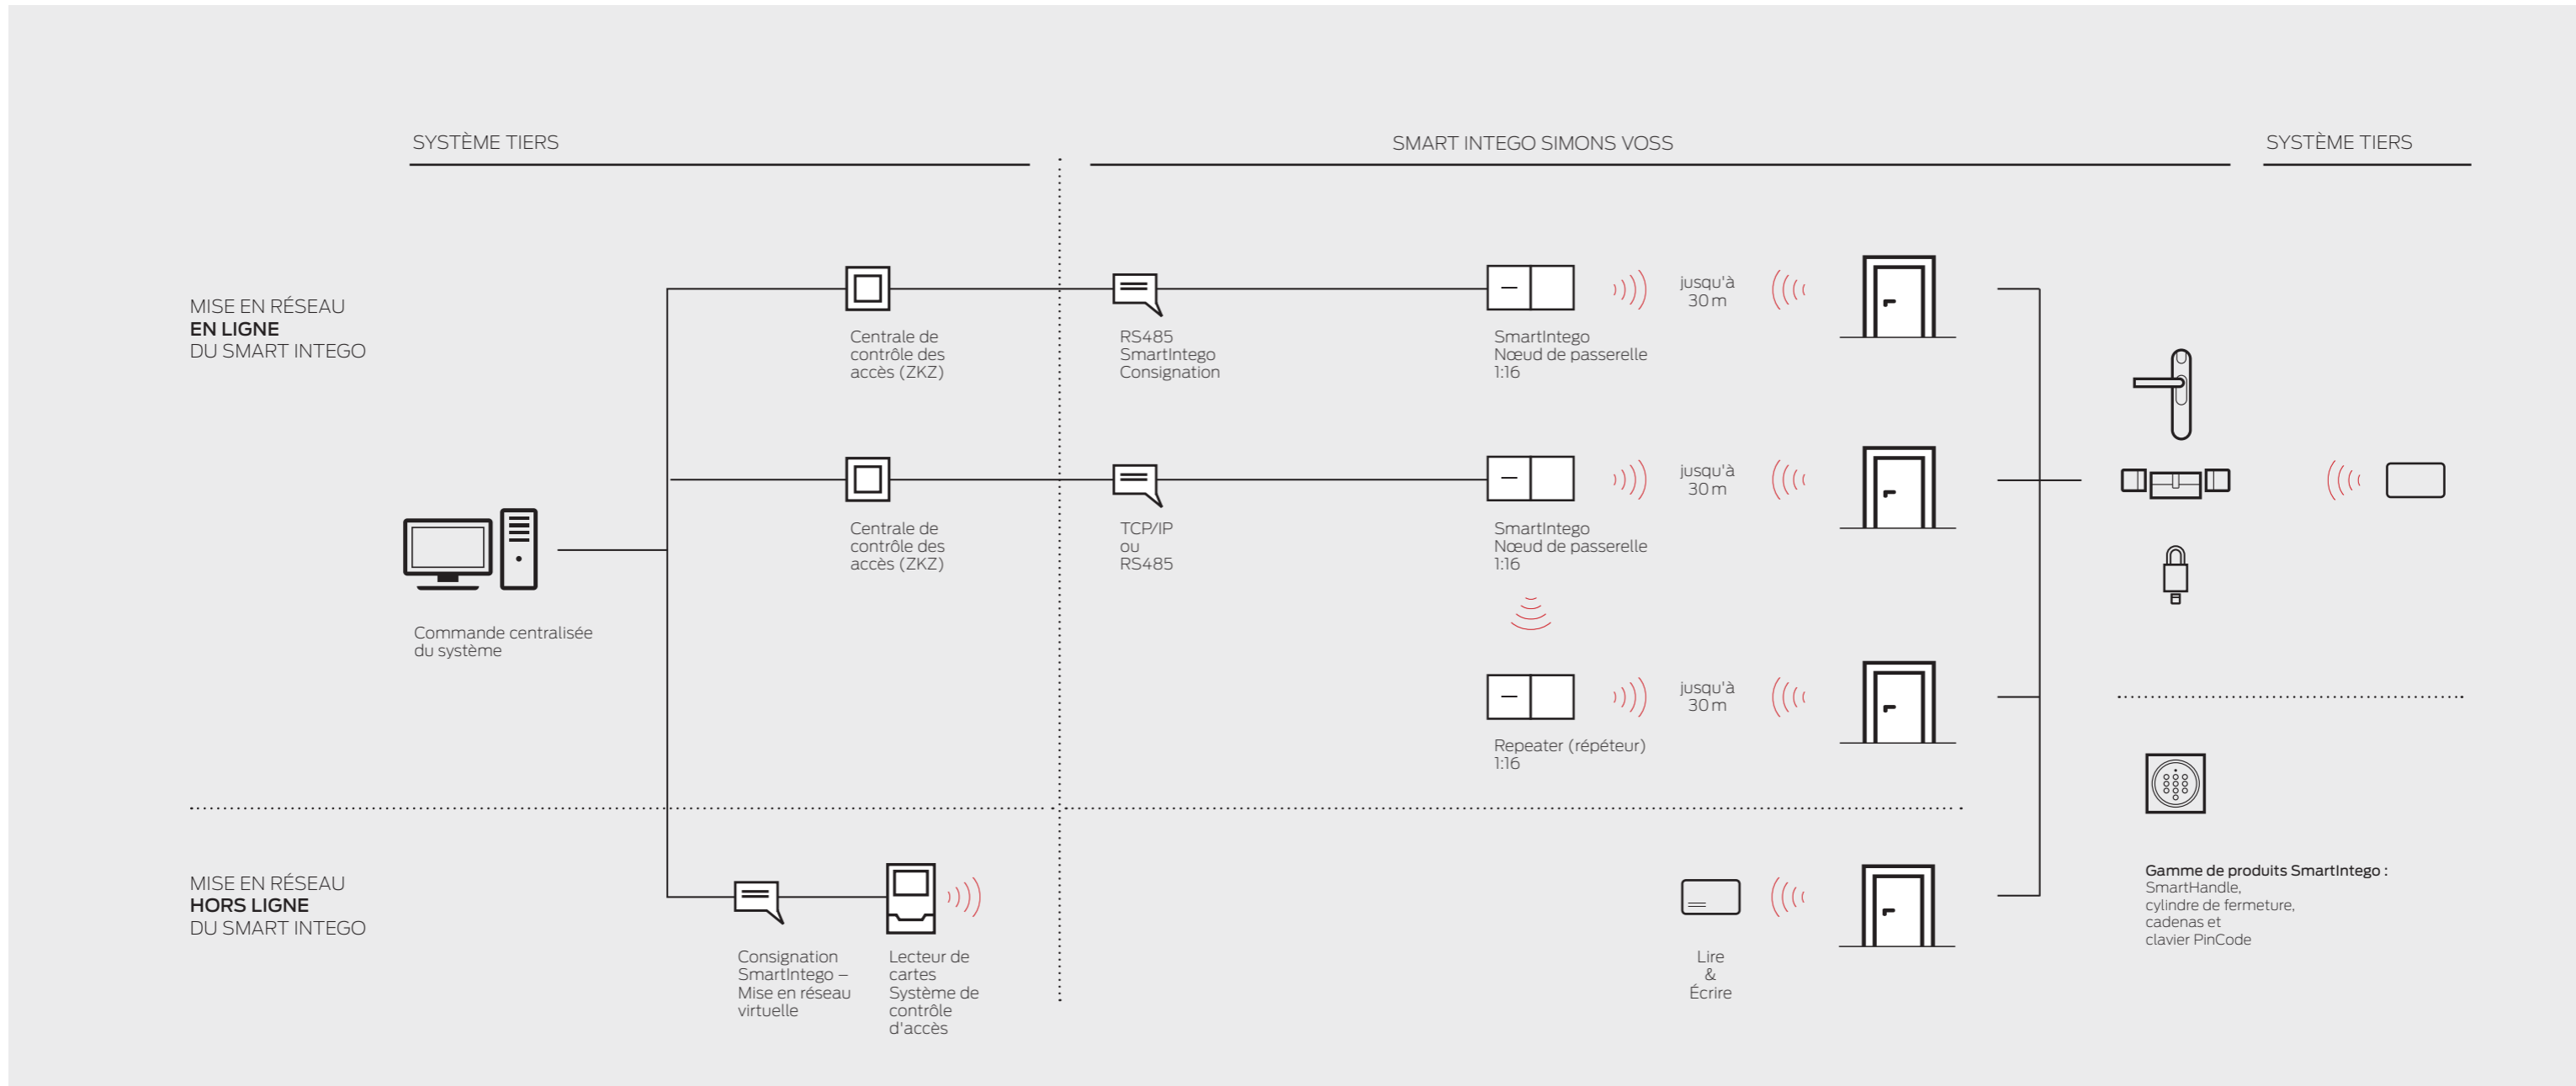 SYSTÈME TIERS
SMART INTEGO SIMONS VOSS
SYSTÈME TIERS
MISE EN RÉSEAU
EN LIGNE
DU SMART INTEGO
Centrale de
contrôle des
accès (ZKZ)
RS485
SmartIntego
Consignation
SmartIntego
Nœud de passerelle
1:16
jusqu'à
30 m
Centrale de
contrôle des
accès (ZKZ)
TCP/IP
ou
RS485
SmartIntego
Nœud de passerelle
1:16
jusqu'à
30 m
Commande centralisée
du système
Repeater (répéteur)
1:16
jusqu'à
30 m
MISE EN RÉSEAU
HORS LIGNE
DU SMART INTEGO
Consignation
SmartIntego –
Mise en réseau
virtuelle
Lecteur de
cartes
Système de
contrôle
d'accès
Lire
&
Écrire
Gamme de produits SmartIntego :
SmartHandle,
cylindre de fermeture,
cadenas et
clavier PinCode